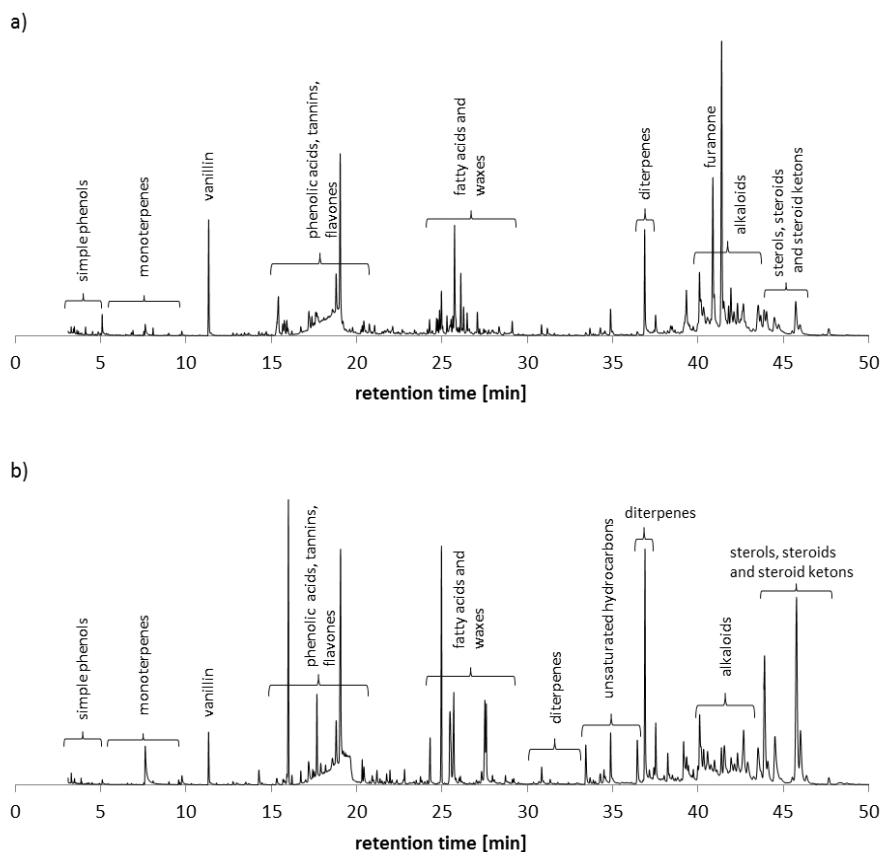 a)
simple phenols
monoterpenes
vanillin
phenolic acids, tannins,
flavones
fatty acids and
waxes
diterpenes
furanone
alkaloids
sterols, steroids
and steroid ketons
0 5 10 15 20 25 30 35 40 45 50
retention time [min]
b)
simple phenols
monoterpenes
vanillin
phenolic acids, tannins,
flavones
fatty acids and
waxes
diterpenes
unsaturated hydrocarbons
diterpenes
alkaloids
sterols, steroids
and steroid ketons
0 5 10 15 20 25 30 35 40 45 50
retention time [min]